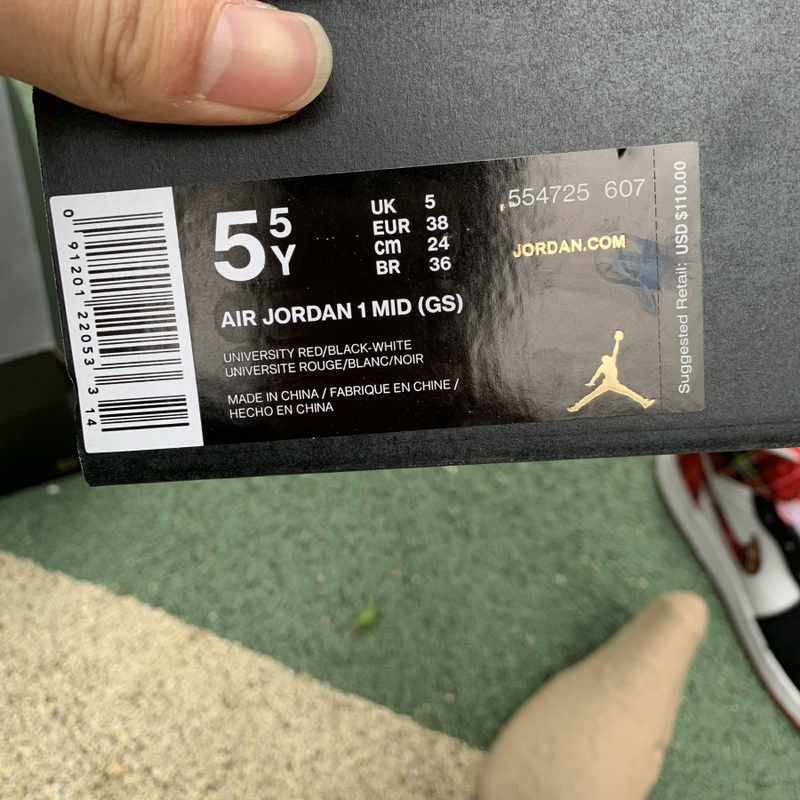 0 91201 22053 3 14
5 5 Y
UK 5
EUR 38
cm 24
BR 36
554725 607
JORDAN.COM
AIR JORDAN 1 MID (GS)
UNIVERSITY RED/BLACK-WHITE
UNIVERSITE ROUGE/BLANC/NOIR
MADE IN CHINA / FABRIQUE EN CHINE /
HECHO EN CHINA
Suggested Retail: USD $110.00